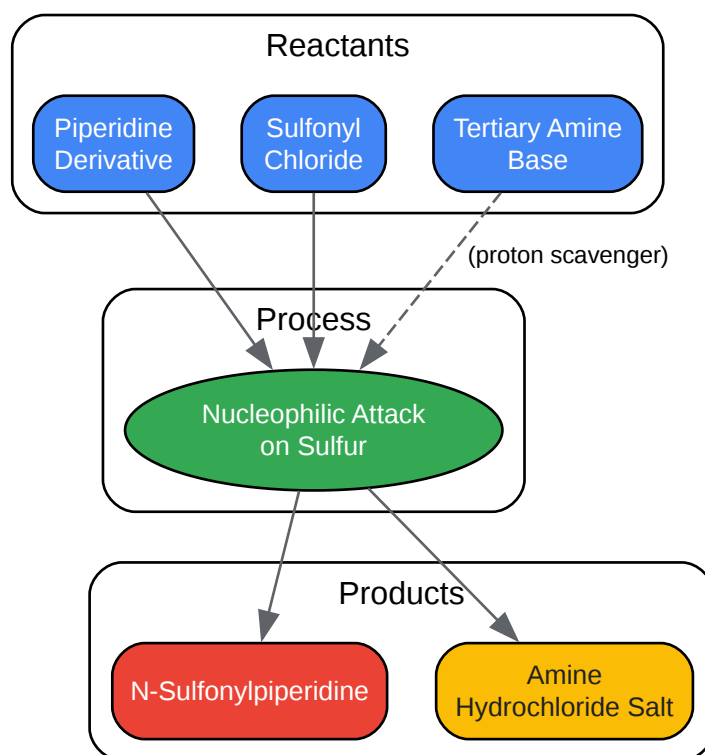 Reactants
Piperidine
Derivative
Sulfonyl
Chloride
Tertiary Amine
Base
(proton scavenger)
Process
Nucleophilic Attack
on Sulfur
Products
N-Sulfonylpiperidine
Amine
Hydrochloride Salt